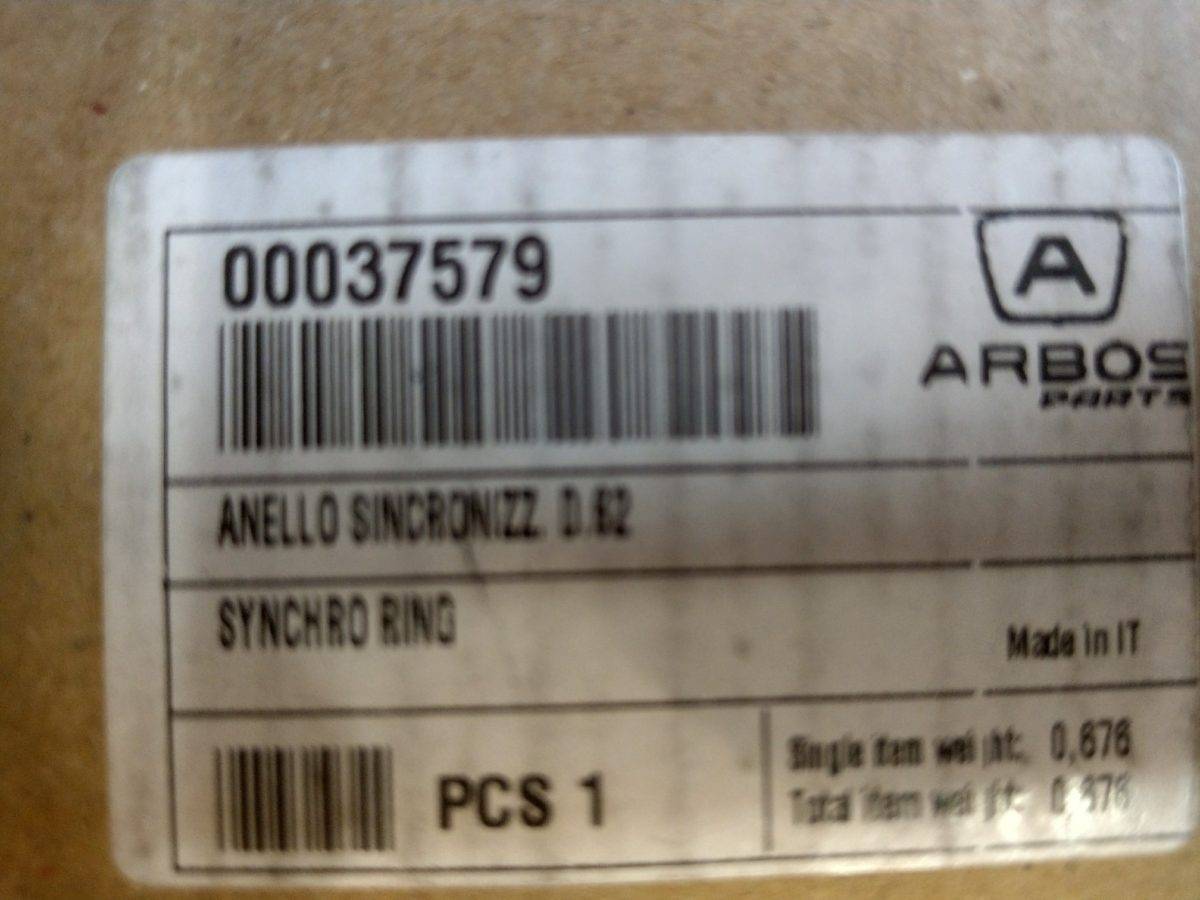 00037579
A
ARBOS
PARTS
ANELLO SINCRONIZZ. D.62
SYNCHRO RING
Made in IT
PCS 1
Single item weight: 0,676
Total item weight: 0,676